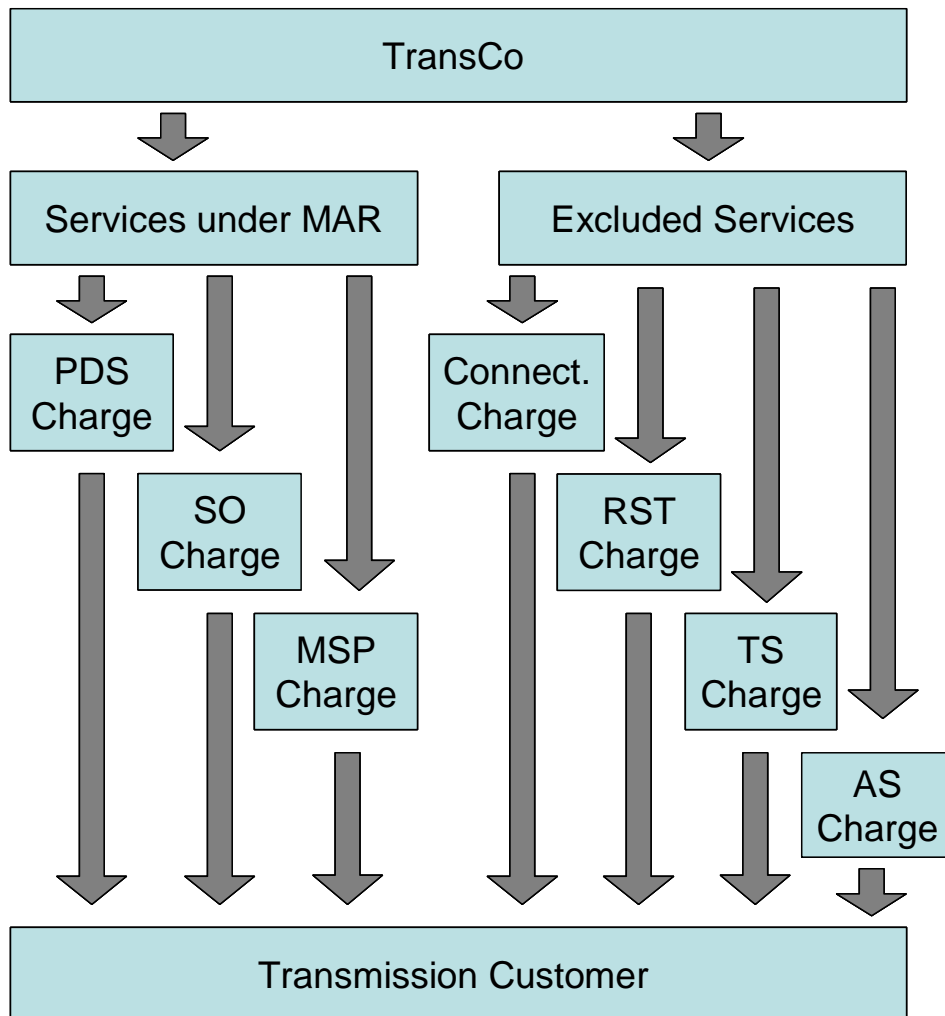 TransCo
Services under MAR
Excluded Services
PDS
Charge
Connect.
Charge
SO
Charge
RST
Charge
MSP
Charge
TS
Charge
AS
Charge
Transmission Customer